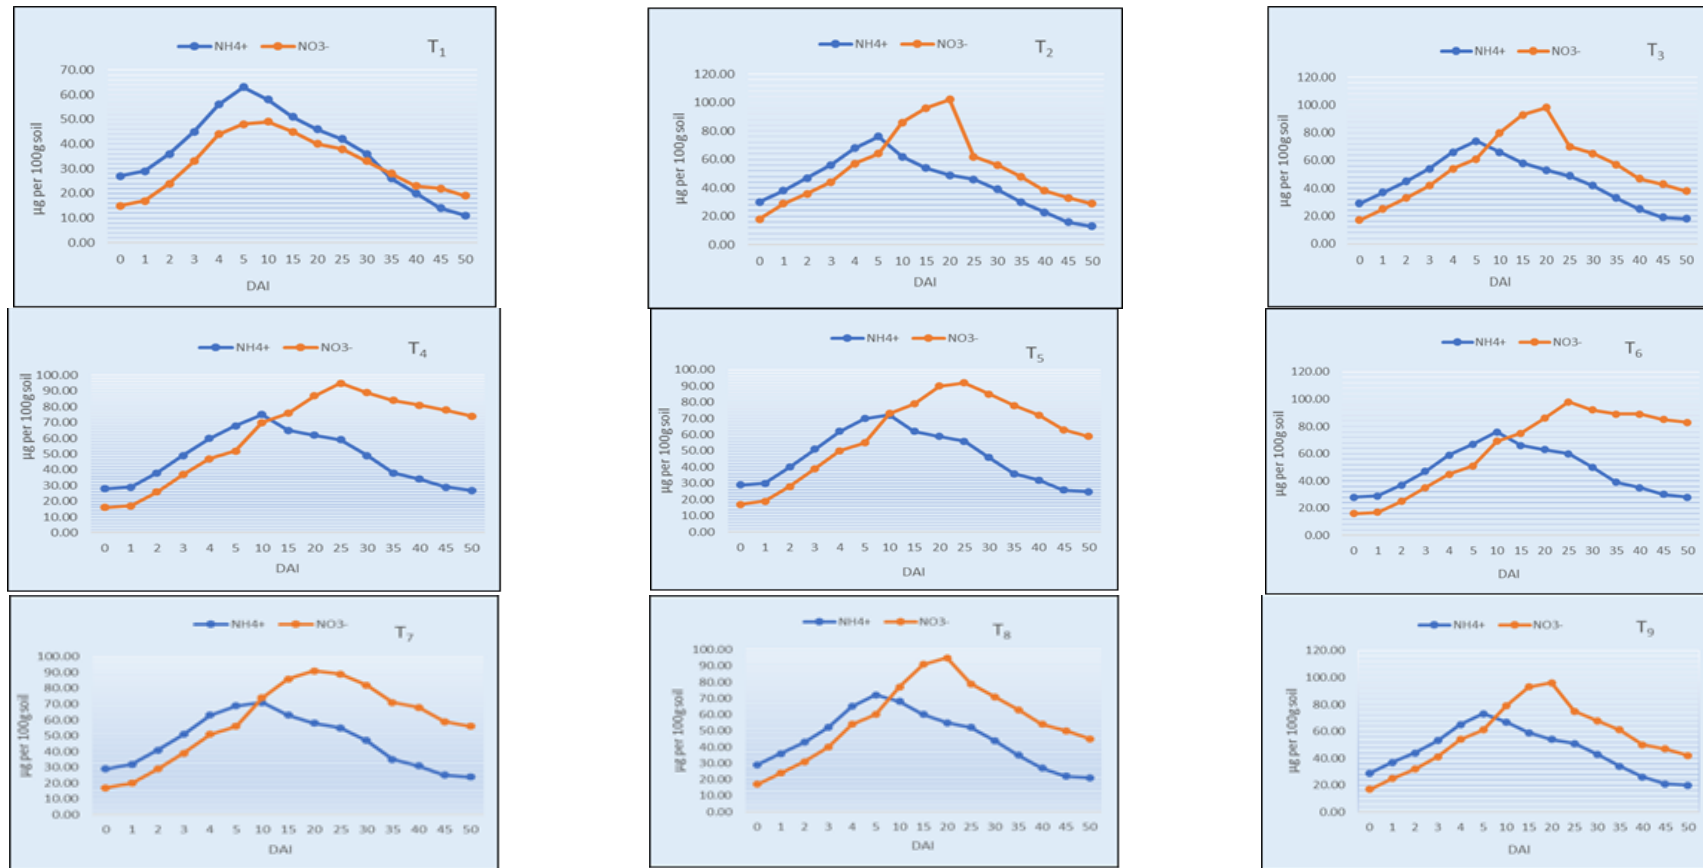 NH4+ NO3- T₁
70.00
60.00
50.00
40.00
30.00
20.00
10.00
0.00
µg per 100g soil
0 1 2 3 4 5 10 15 20 25 30 35 40 45 50
DAI
NH4+ NO3- T₂
120.00
100.00
80.00
60.00
40.00
20.00
0.00
µg per 100g soil
0 1 2 3 4 5 10 15 20 25 30 35 40 45 50
DAI
NH4+ NO3- T₃
120.00
100.00
80.00
60.00
40.00
20.00
0.00
µg per 100g soil
0 1 2 3 4 5 10 15 20 25 30 35 40 45 50
DAI
NH4+ NO3- T₄
100.00
90.00
80.00
70.00
60.00
50.00
40.00
30.00
20.00
10.00
0.00
µg per 100g soil
0 1 2 3 4 5 10 15 20 25 30 35 40 45 50
DAI
NH4+ NO3- T₅
100.00
90.00
80.00
70.00
60.00
50.00
40.00
30.00
20.00
10.00
0.00
µg per 100g soil
0 1 2 3 4 5 10 15 20 25 30 35 40 45 50
DAI
NH4+ NO3- T₆
120.00
100.00
80.00
60.00
40.00
20.00
0.00
µg per 100g soil
0 1 2 3 4 5 10 15 20 25 30 35 40 45 50
DAI
NH4+ NO3- T₇
100.00
90.00
80.00
70.00
60.00
50.00
40.00
30.00
20.00
10.00
0.00
µg per 100g soil
0 1 2 3 4 5 10 15 20 25 30 35 40 45 50
DAI
NH4+ NO3- T₈
100.00
90.00
80.00
70.00
60.00
50.00
40.00
30.00
20.00
10.00
0.00
µg per 100g soil
0 1 2 3 4 5 10 15 20 25 30 35 40 45 50
DAI
NH4+ NO3- T₉
120.00
100.00
80.00
60.00
40.00
20.00
0.00
µg per 100g soil
0 1 2 3 4 5 10 15 20 25 30 35 40 45 50
DAI